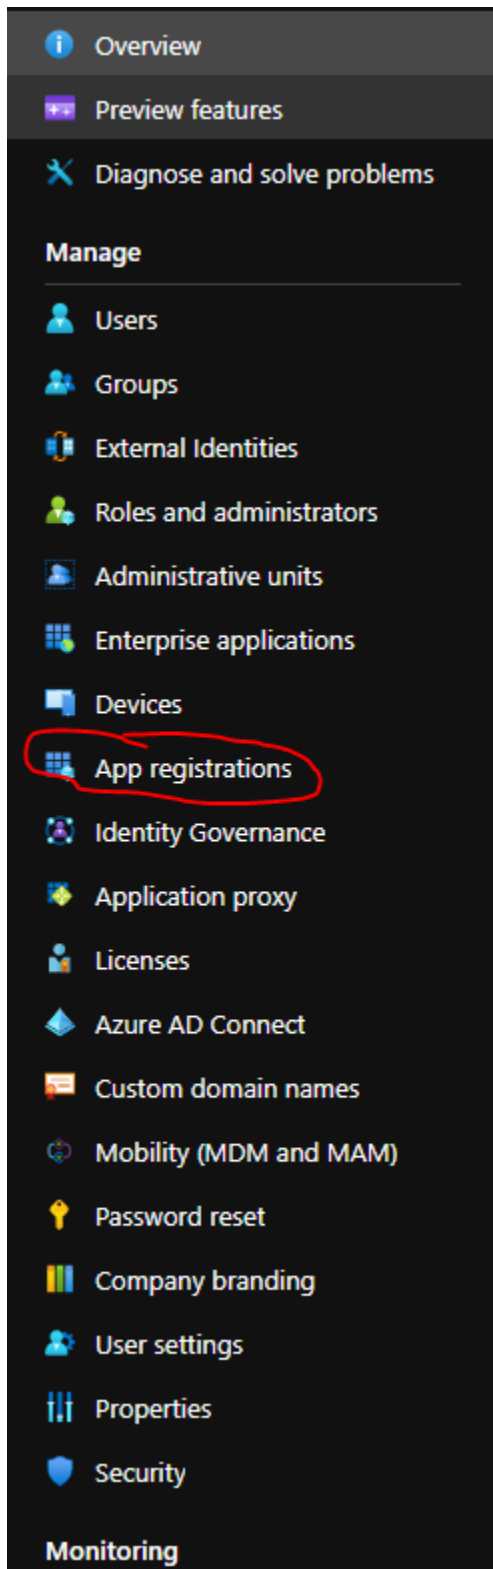 Overview
Preview features
Diagnose and solve problems
Manage
Users
Groups
External Identities
Roles and administrators
Administrative units
Enterprise applications
Devices
App registrations
Identity Governance
Application proxy
Licenses
Azure AD Connect
Custom domain names
Mobility (MDM and MAM)
Password reset
Company branding
User settings
Properties
Security
Monitoring